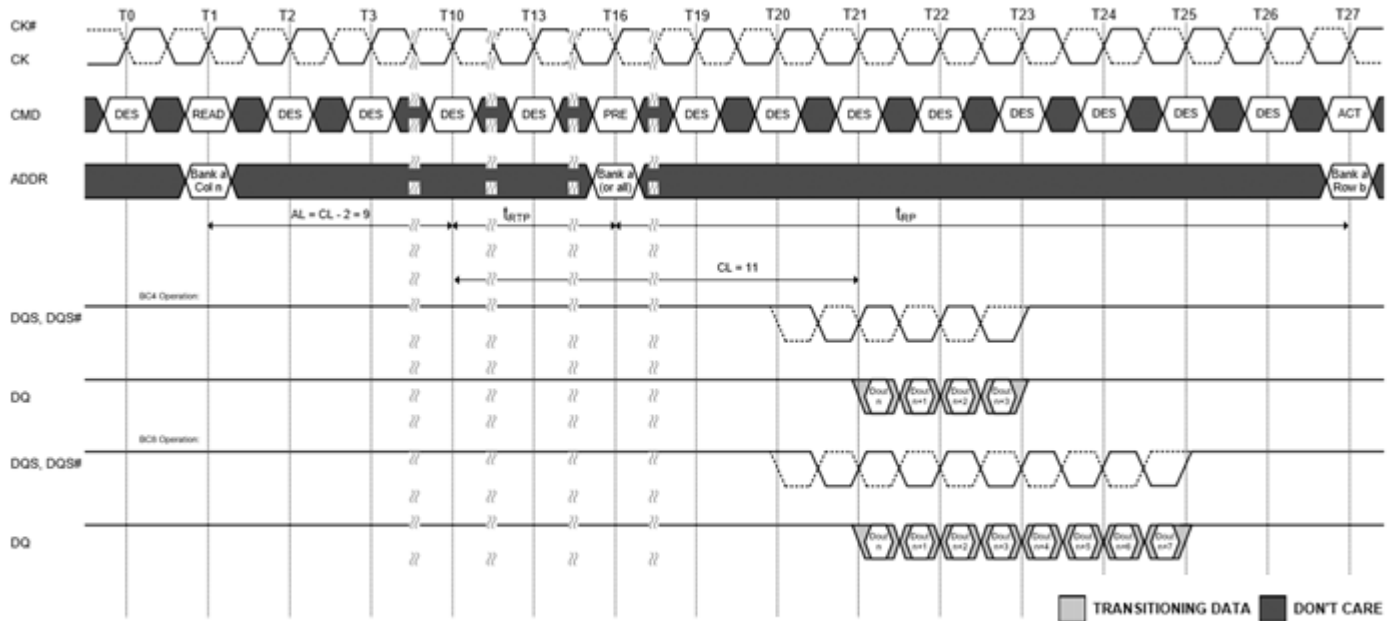 T0 T1 T2 T3 T10 T13 T16 T19 T20 T21 T22 T23 T24 T25 T26 T27
CK#
CK
CMD DES READ DES DES DES DES PRE DES DES DES DES DES DES DES DES ACT
ADDR Bank a Col n Bank a (or all) Bank a Row b
AL = CL - 2 = 9 tRTP tRP
CL = 11
BC4 Operation:
DQS, DQS#
DQ Dout n Dout n+1 Dout n+2 Dout n+3
BC8 Operation:
DQS, DQS#
DQ Dout n Dout n+1 Dout n+2 Dout n+3 Dout n+4 Dout n+5 Dout n+6 Dout n+7
TRANSITIONING DATA DON'T CARE